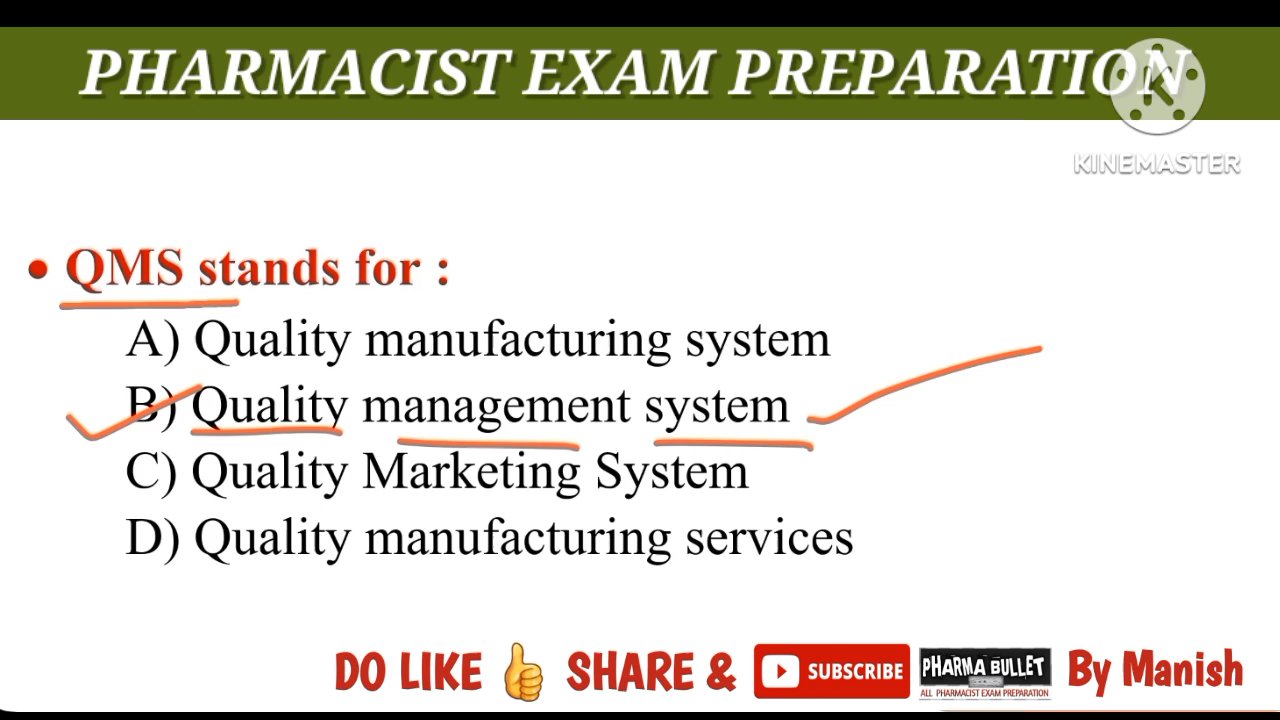 PHARMACIST EXAM PREPARATION
KINEMASTER
• QMS stands for :
A) Quality manufacturing system
B) Quality management system
C) Quality Marketing System
D) Quality manufacturing services
DO LIKE 👍 SHARE & SUBSCRIBE PHARMA BULLET By Manish
ALL PHARMACIST EXAM PREPARATION